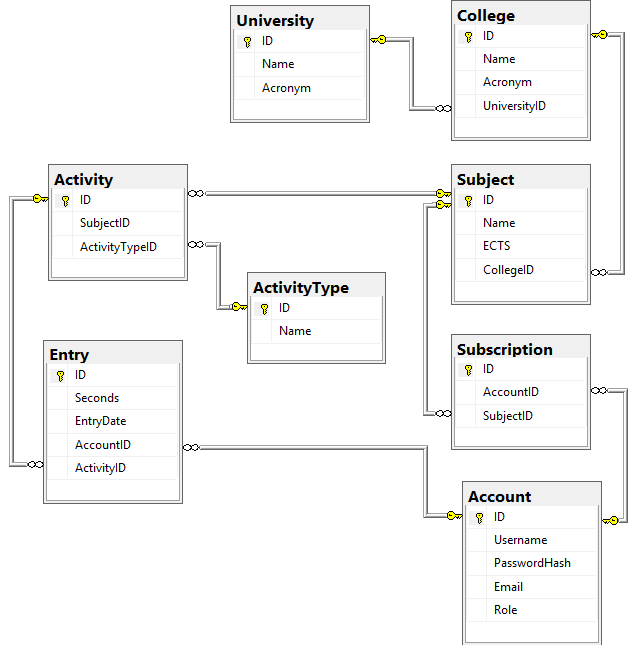 University
ID
Name
Acronym
College
ID
Name
Acronym
UniversityID
Activity
ID
SubjectID
ActivityTypeID
Subject
ID
Name
ECTS
CollegeID
ActivityType
ID
Name
Entry
ID
Seconds
EntryDate
AccountID
ActivityID
Subscription
ID
AccountID
SubjectID
Account
ID
Username
PasswordHash
Email
Role